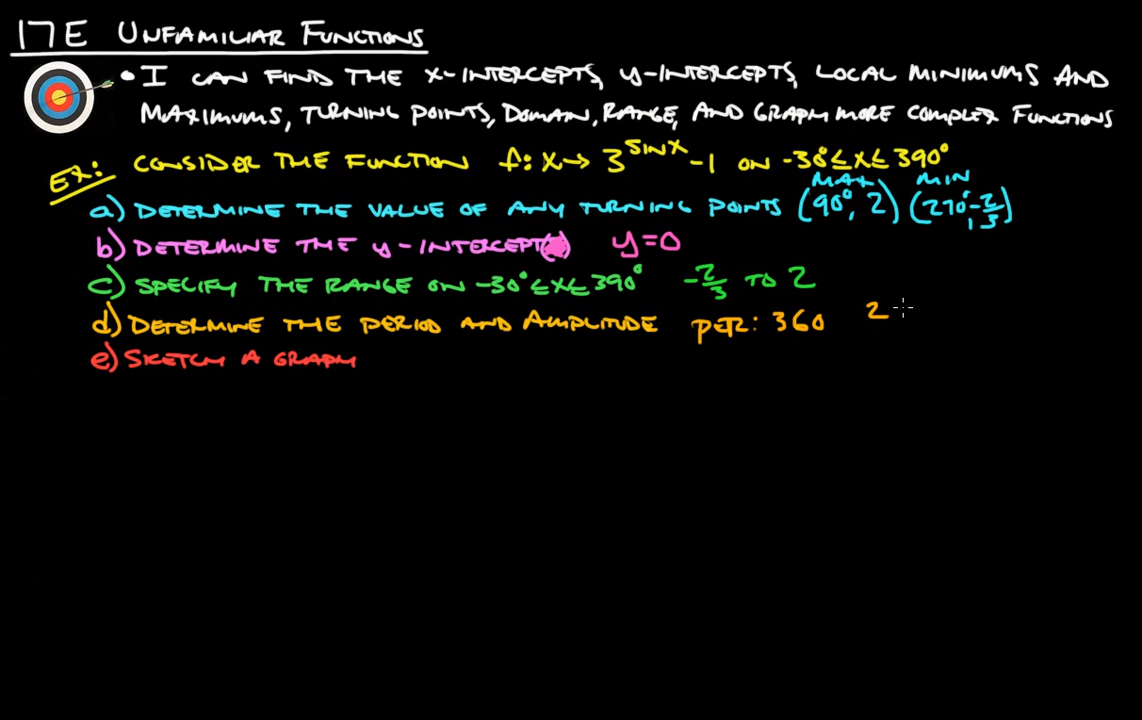 17E UNFAMILIAR FUNCTIONS
• I CAN FIND THE X-INTERCEPTS, y-INTERCEPTS, LOCAL MINIMUMS AND
MAXIMUMS, TURNING POINTS, DOMAIN, RANGE, AND GRAPH MORE COMPLEX FUNCTIONS
EX: CONSIDER THE FUNCTION f: X → 3^SINX -1 ON -30°≤X≤390°
MAX MIN
a) DETERMINE THE VALUE OF ANY TURNING POINTS (90°, 2) (270°, -2/3)
b) DETERMINE THE y-INTERCEPT y=0
c) SPECIFY THE RANGE ON -30°≤X≤390° -2/3 TO 2
d) DETERMINE THE PERIOD AND AMPLITUDE PER: 360 2
e) SKETCH A GRAPH